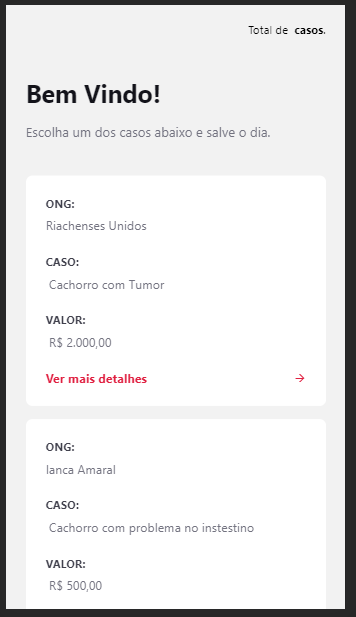 Total de casos.
Bem Vindo!
Escolha um dos casos abaixo e salve o dia.
ONG:
Riachenses Unidos
CASO:
Cachorro com Tumor
VALOR:
R$ 2.000,00
Ver mais detalhes →
ONG:
Ianca Amaral
CASO:
Cachorro com problema no instestino
VALOR:
R$ 500,00